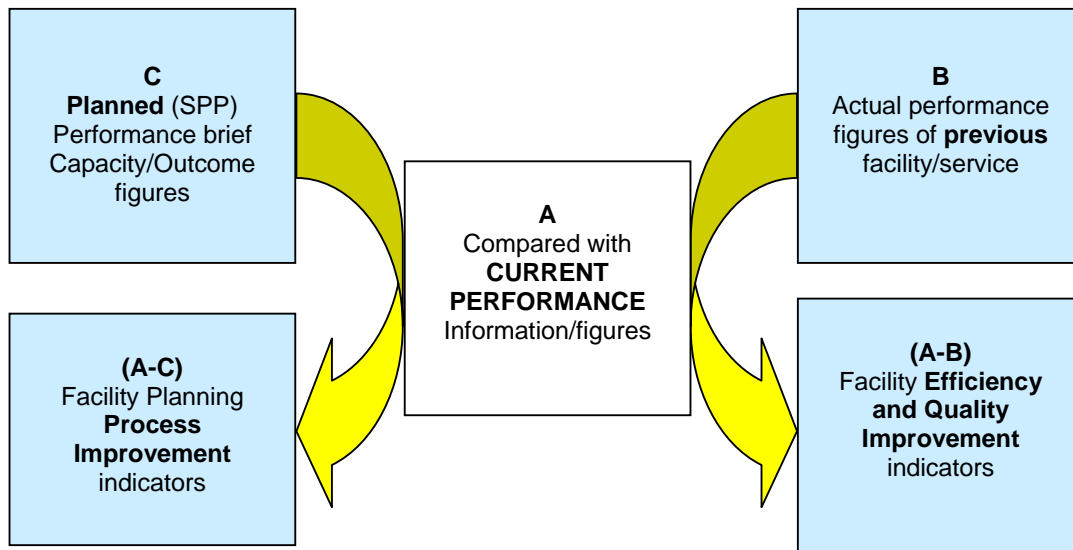 C
Planned (SPP)
Performance brief
Capacity/Outcome
figures
B
Actual performance
figures of previous
facility/service
A
Compared with
CURRENT
PERFORMANCE
Information/figures
(A-C)
Facility Planning
Process
Improvement
indicators
(A-B)
Facility Efficiency
and Quality
Improvement
indicators